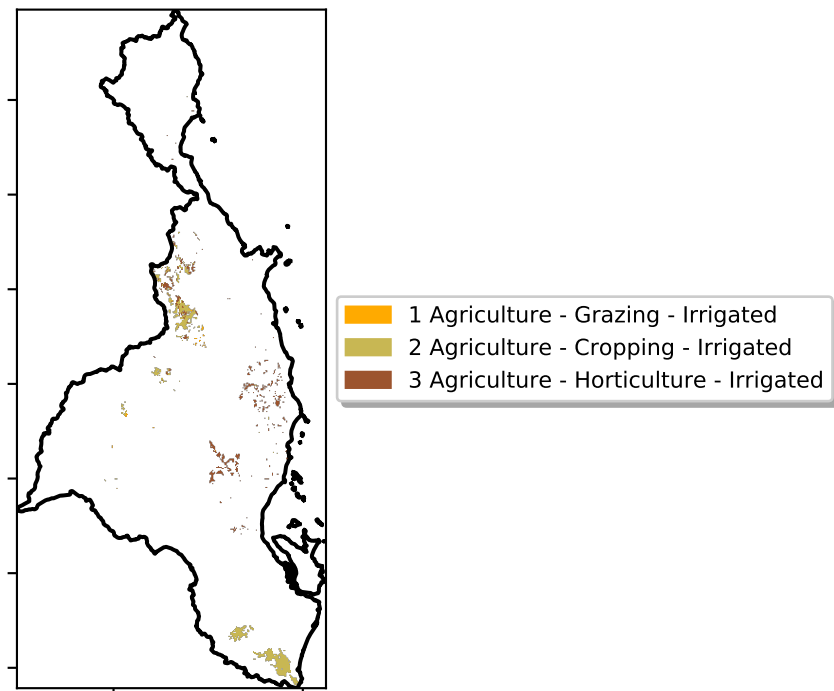 1 Agriculture - Grazing - Irrigated
2 Agriculture - Cropping - Irrigated
3 Agriculture - Horticulture - Irrigated